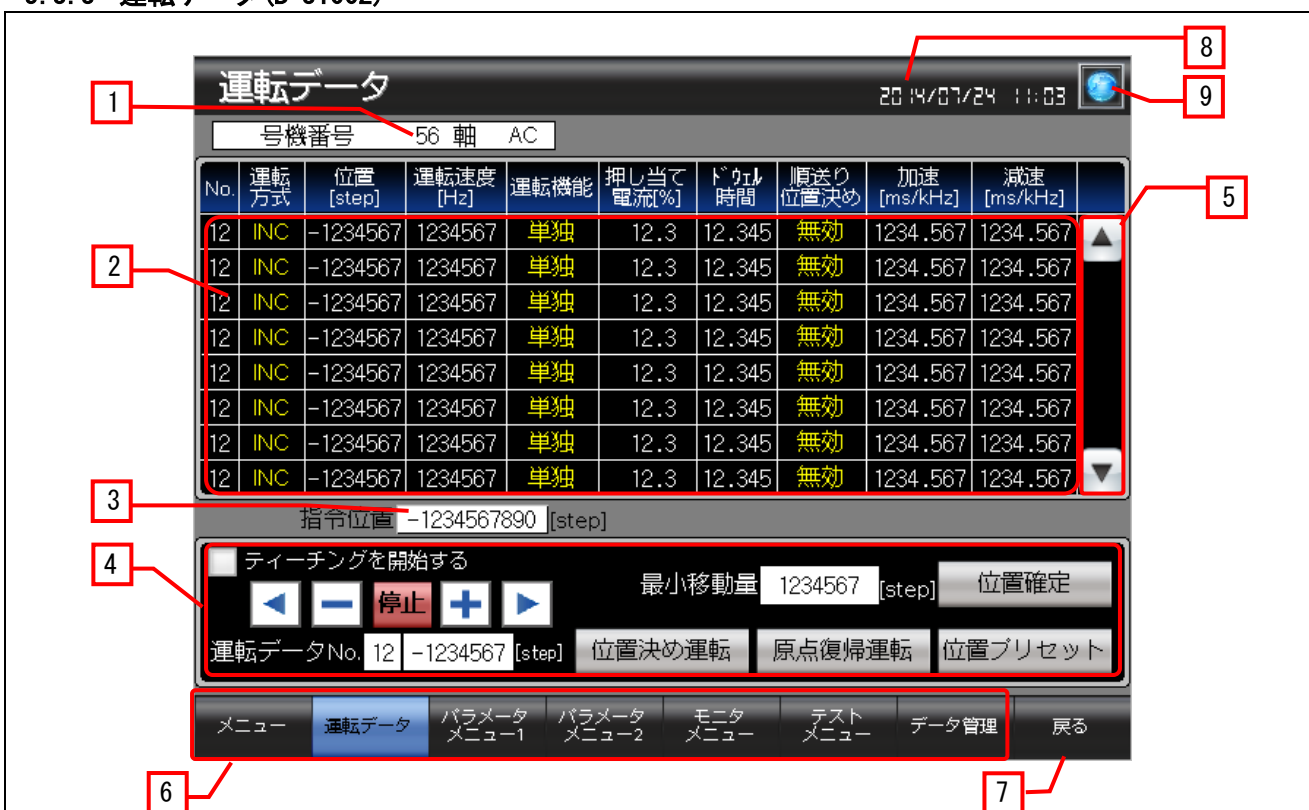 運転データ
2014/07/24 11:03
8
9
1
号機番号 56 軸 AC
No. 運転方式 位置[step] 運転速度[Hz] 運転機能 押し当て電流[%] ドウェル時間 順送り位置決め 加速[ms/kHz] 減速[ms/kHz]
5
12 INC -1234567 1234567 単独 12.3 12.345 無効 1234.567 1234.567
2
12 INC -1234567 1234567 単独 12.3 12.345 無効 1234.567 1234.567
12 INC -1234567 1234567 単独 12.3 12.345 無効 1234.567 1234.567
12 INC -1234567 1234567 単独 12.3 12.345 無効 1234.567 1234.567
12 INC -1234567 1234567 単独 12.3 12.345 無効 1234.567 1234.567
12 INC -1234567 1234567 単独 12.3 12.345 無効 1234.567 1234.567
12 INC -1234567 1234567 単独 12.3 12.345 無効 1234.567 1234.567
12 INC -1234567 1234567 単独 12.3 12.345 無効 1234.567 1234.567
3
指令位置 -1234567890 [step]
4
ティーチングを開始する
停止
最小移動量 1234567 [step] 位置確定
運転データNo. 12 -1234567 [step] 位置決め運転 原点復帰運転 位置プリセット
メニュー 運転データ パラメータメニュー1 パラメータメニュー2 モニタメニュー テストメニュー データ管理 戻る
6
7